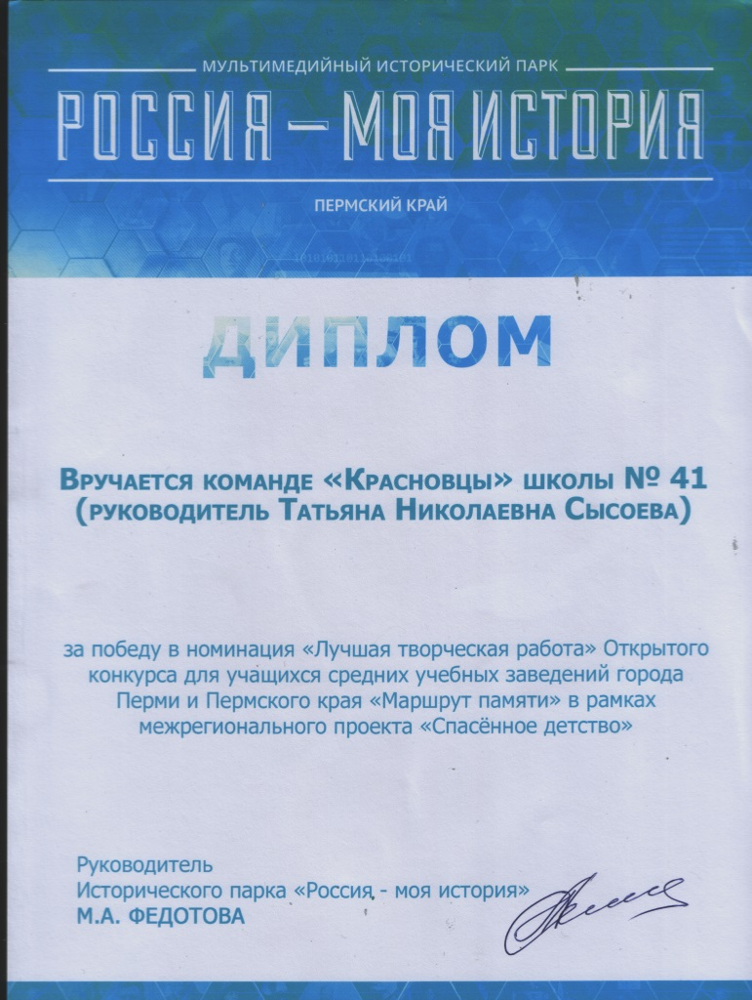 МУЛЬТИМЕДИЙНЫЙ ИСТОРИЧЕСКИЙ ПАРК
РОССИЯ – МОЯ ИСТОРИЯ
ПЕРМСКИЙ КРАЙ
ДИПЛОМ
ВРУЧАЕТСЯ КОМАНДЕ «КРАСНОВЦЫ» ШКОЛЫ № 41
(РУКОВОДИТЕЛЬ ТАТЬЯНА НИКОЛАЕВНА СЫСОЕВА)
за победу в номинация «Лучшая творческая работа» Открытого
конкурса для учащихся средних учебных заведений города
Перми и Пермского края «Маршрут памяти» в рамках
межрегионального проекта «Спасённое детство»
Руководитель
Исторического парка «Россия - моя история»
М.А. ФЕДОТОВА